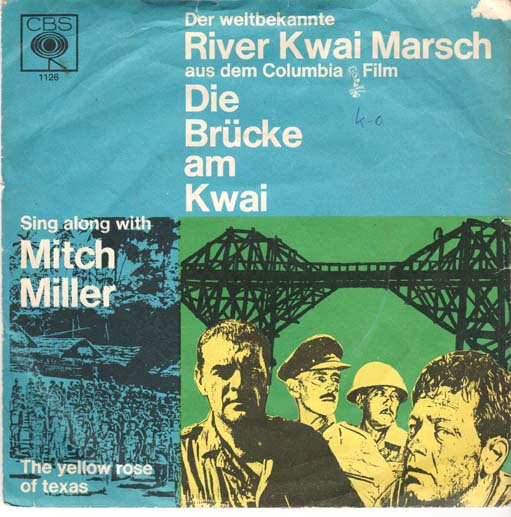 CBS
1126
Der weltbekannte
River Kwai Marsch
aus dem Columbia Film
Die
Brücke
am
Kwai
k-o
Sing along with
Mitch
Miller
The yellow rose
of texas